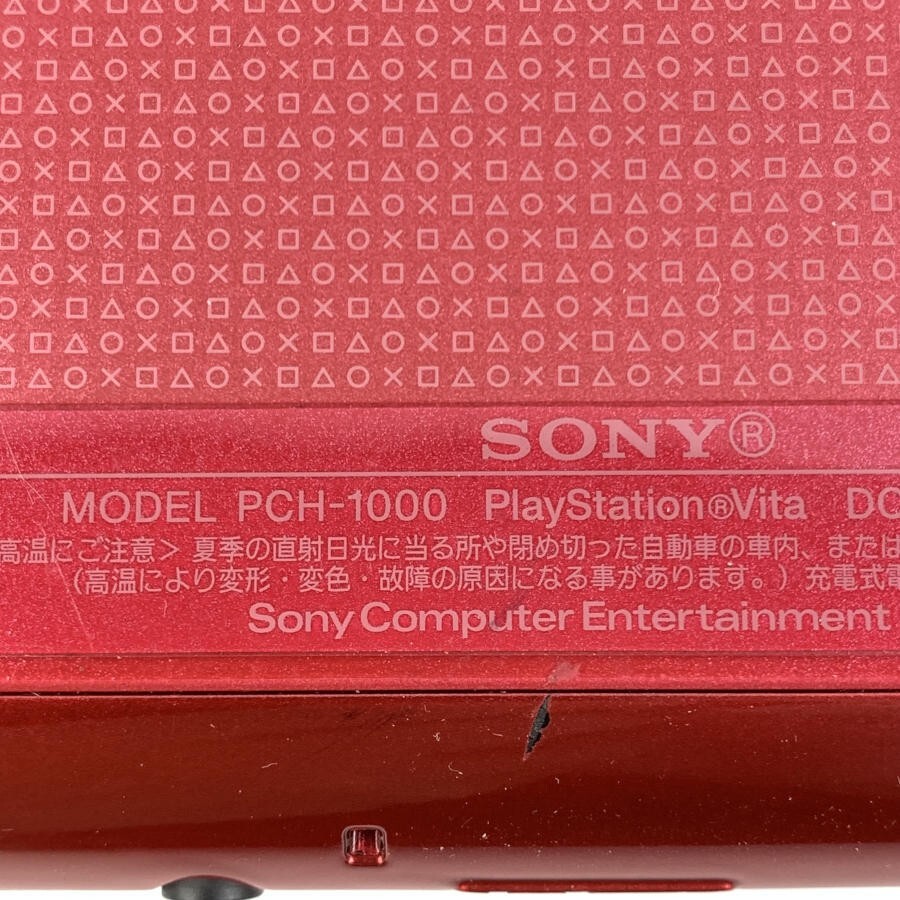 SONY®
MODEL PCH-1000 PlayStation®Vita DC
高温にご注意＞ 夏季の直射日光に当る所や閉め切った自動車の車内、または
（高温により変形・変色・故障の原因になる事があります。）充電式電
Sony Computer Entertainment